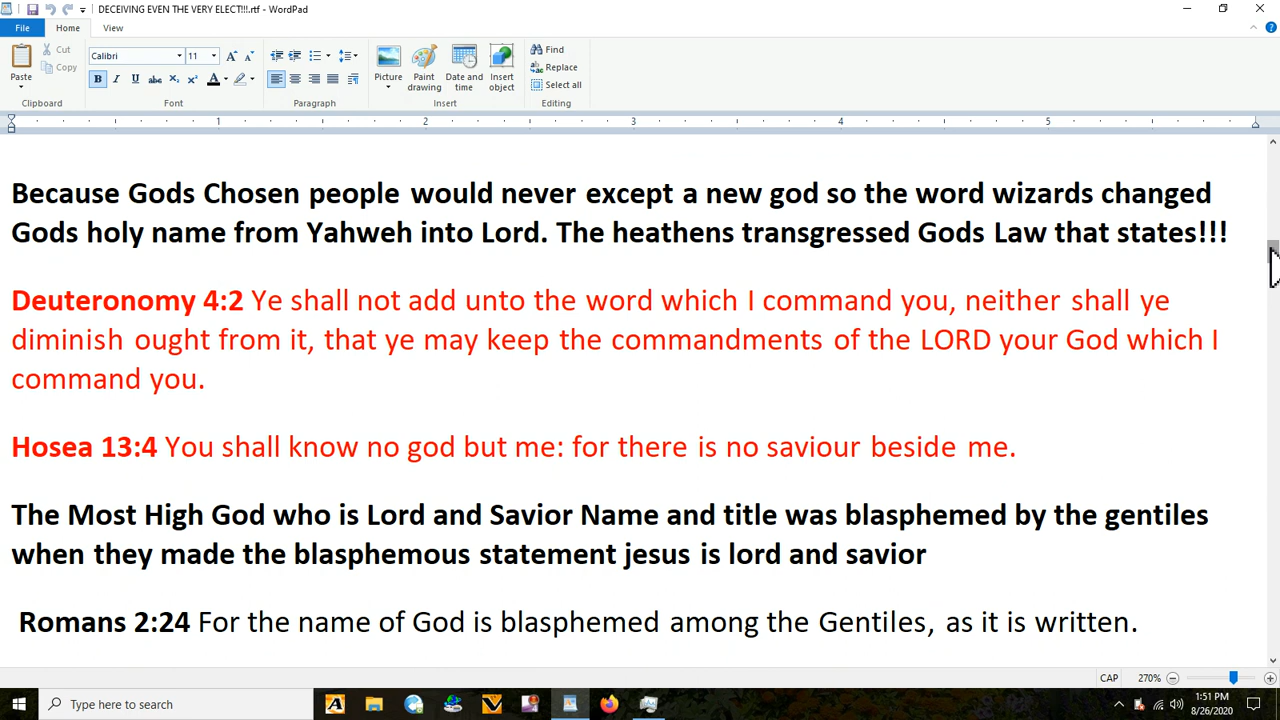 DECEIVING EVEN THE VERY ELECT!!!.rtf - WordPad
File Home View
Paste Cut Copy Clipboard
Calibri 11 Font
Paragraph
Picture Paint drawing Date and time Insert object Insert
Find Replace Select all Editing
1 2 3 4 5
Because Gods Chosen people would never except a new god so the word wizards changed
Gods holy name from Yahweh into Lord. The heathens transgressed Gods Law that states!!!
Deuteronomy 4:2 Ye shall not add unto the word which I command you, neither shall ye
diminish ought from it, that ye may keep the commandments of the LORD your God which I
command you.
Hosea 13:4 You shall know no god but me: for there is no saviour beside me.
The Most High God who is Lord and Savior Name and title was blasphemed by the gentiles
when they made the blasphemous statement jesus is lord and savior
Romans 2:24 For the name of God is blasphemed among the Gentiles, as it is written.
CAP 270%
Type here to search
1:51 PM
8/26/2020